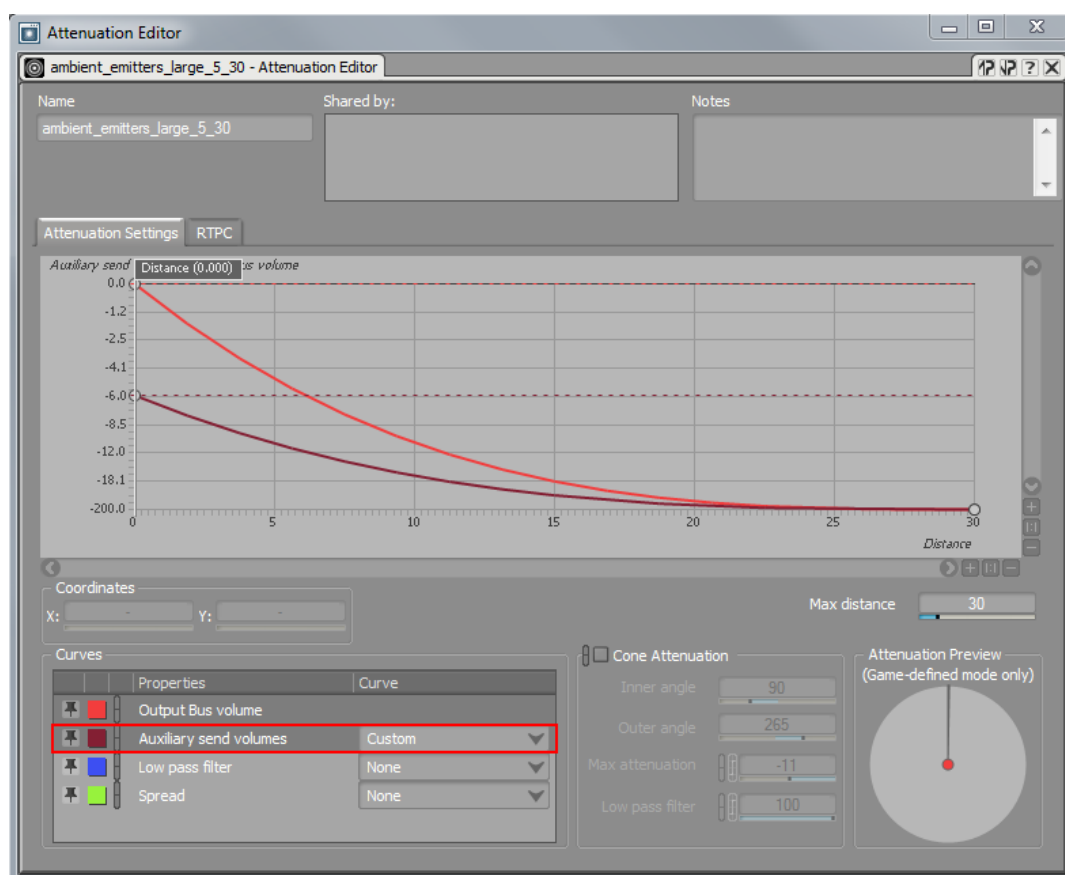 Attenuation Editor
ambient_emitters_large_5_30 - Attenuation Editor
Name
Shared by:
Notes
ambient_emitters_large_5_30
Attenuation Settings
RTPC
Auxiliary send
Distance (0.000)
volume
0.0
-1.2
-2.5
-4.1
-6.0
-8.5
-12.0
-18.1
-200.0
0
5
10
15
20
25
30
Distance
Coordinates
X: -
Y: -
Max distance 30
Curves
Properties Curve
Output Bus volume
Auxiliary send volumes Custom
Low pass filter None
Spread None
Cone Attenuation
Inner angle 90
Outer angle 265
Max attenuation -11
Low pass filter 100
Attenuation Preview
(Game-defined mode only)